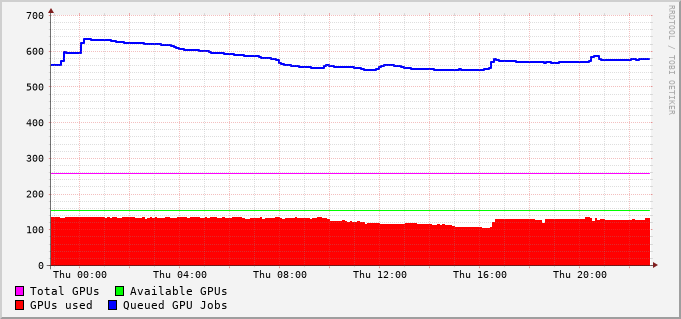 700
600
500
400
300
200
100
0
Thu 00:00 Thu 04:00 Thu 08:00 Thu 12:00 Thu 16:00 Thu 20:00
Total GPUs Available GPUs
GPUs used Queued GPU Jobs
RRDTOOL / TOBI OETIKER